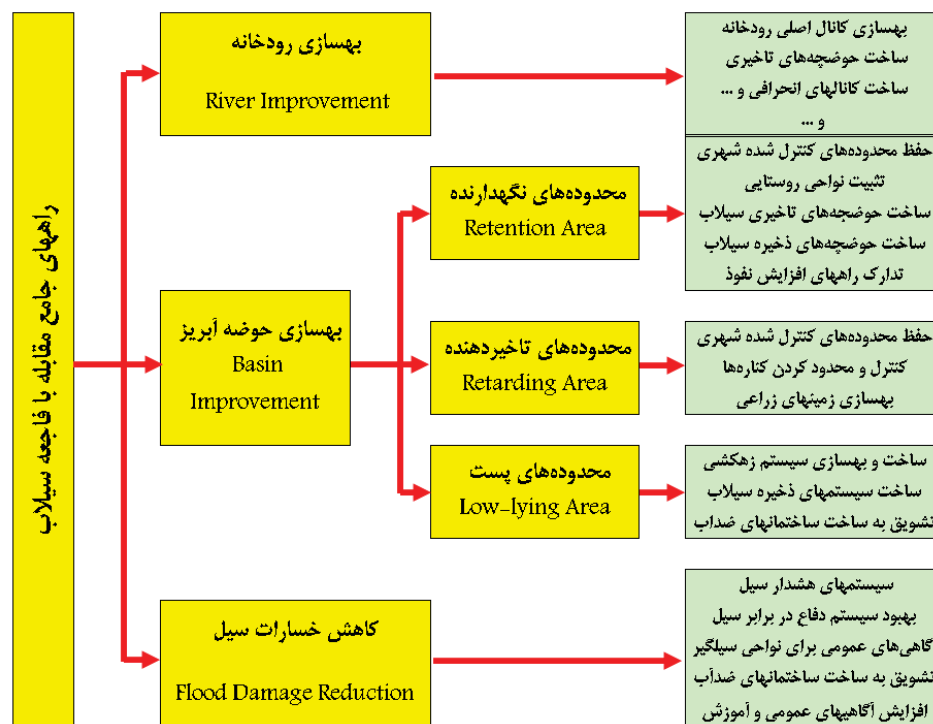 راههای جامع مقابله با فاجعه سیلاب
بهسازی رودخانه
River Improvement
بهسازی کانال اصلی رودخانه
ساخت حوضچه‌های تاخیری
ساخت کانالهای انحرافی و ...
و ...
بهسازی حوضه آبریز
Basin
Improvement
محدوده‌های نگهدارنده
Retention Area
حفظ محدوده‌های کنترل شده شهری
تثبیت نواحی روستایی
ساخت حوضچه‌های تاخیری سیلاب
ساخت حوضچه‌های ذخیره سیلاب
تدارک راههای افزایش نفوذ
محدوده‌های تاخیردهنده
Retarding Area
حفظ محدوده‌های کنترل شده شهری
کنترل و محدود کردن کناره‌ها
بهسازی زمینهای زراعی
محدوده‌های پست
Low-lying Area
ساخت و بهسازی سیستم زهکشی
ساخت سیستمهای ذخیره سیلاب
تشویق به ساخت ساختمانهای ضداب
کاهش خسارات سیل
Flood Damage Reduction
سیستمهای هشدار سیل
بهبود سیستم دفاع در برابر سیل
گاهی‌های عمومی برای نواحی سیلگیر
تشویق به ساخت ساختمانهای ضدآب
افزایش آگاهیهای عمومی و آموزش